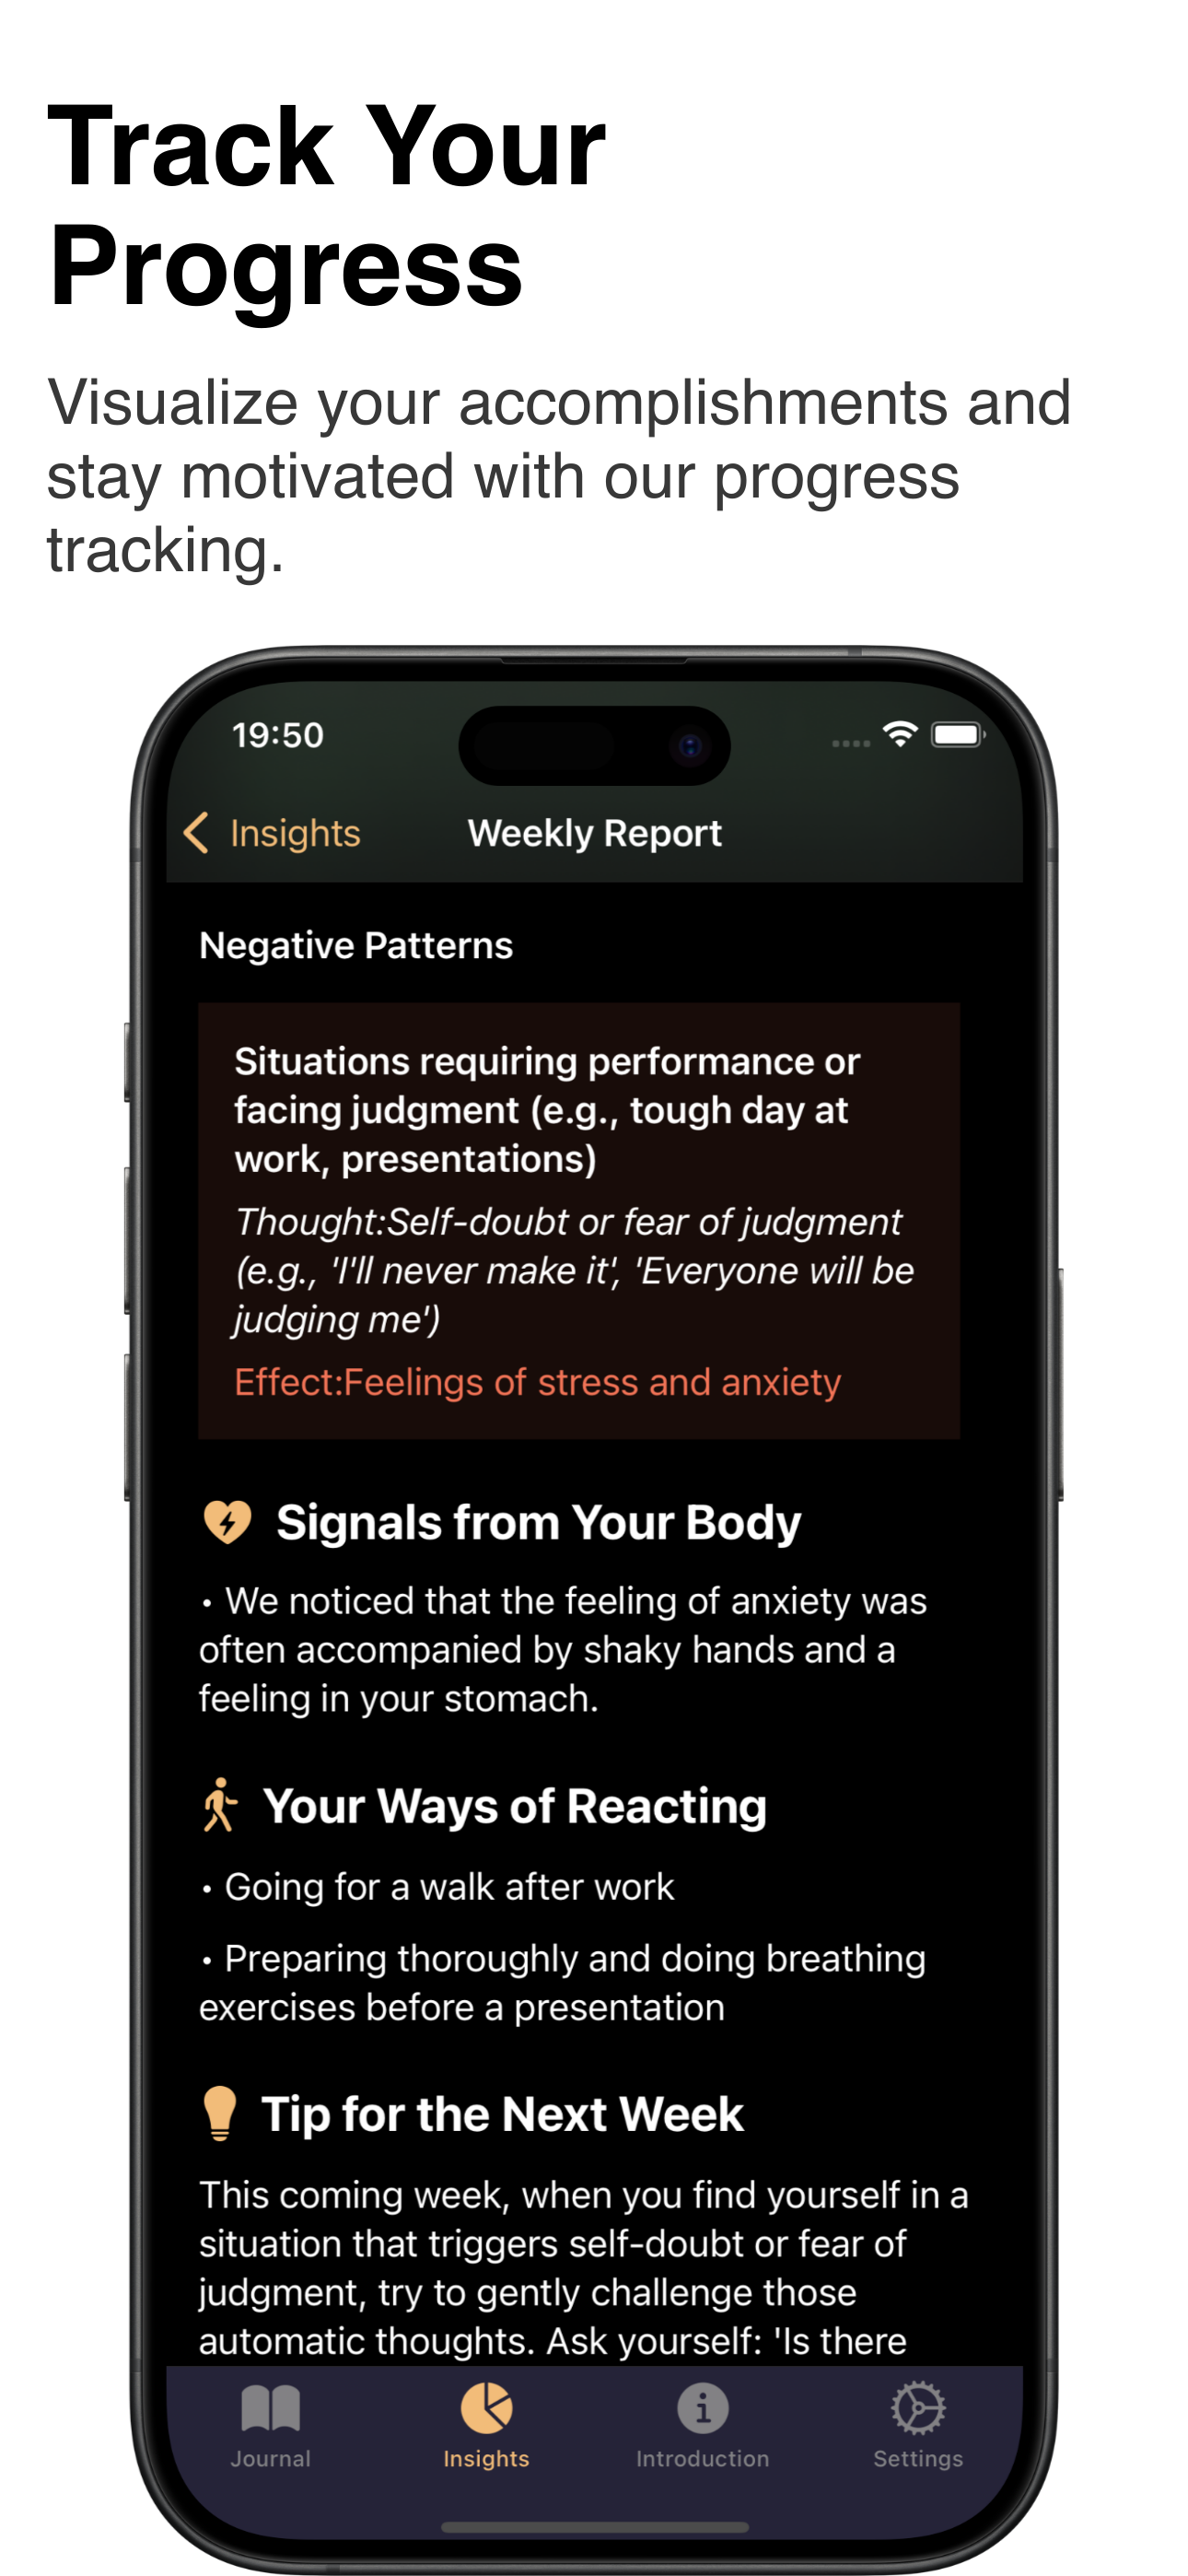 Track Your
Progress
Visualize your accomplishments and
stay motivated with our progress
tracking.
19:50
Insights
Weekly Report
Negative Patterns
Situations requiring performance or
facing judgment (e.g., tough day at
work, presentations)
Thought:Self-doubt or fear of judgment
(e.g., 'I'll never make it', 'Everyone will be
judging me')
Effect:Feelings of stress and anxiety
Signals from Your Body
• We noticed that the feeling of anxiety was
often accompanied by shaky hands and a
feeling in your stomach.
Your Ways of Reacting
• Going for a walk after work
• Preparing thoroughly and doing breathing
exercises before a presentation
Tip for the Next Week
This coming week, when you find yourself in a
situation that triggers self-doubt or fear of
judgment, try to gently challenge those
automatic thoughts. Ask yourself: 'Is there
Journal
Insights
Introduction
Settings